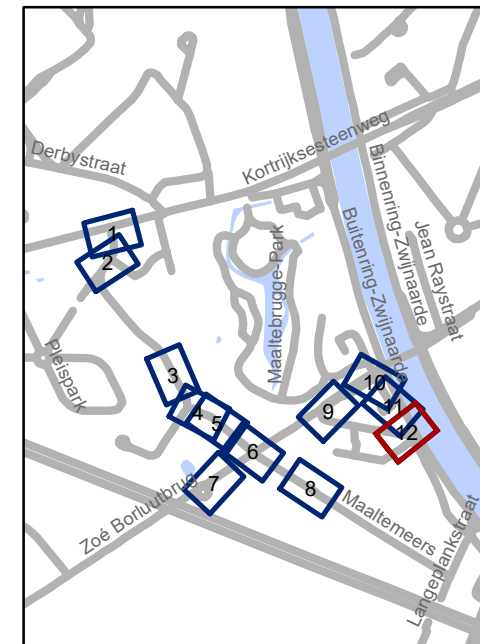 Derbystraat
Kortrijksesteenweg
Binnenring-Zwijnaarde
Jean Raystraat
Buitenring-Zwijnaarde
Maaltebrugge-Park
Pleispark
1
2
3
4
5
6
7
8
9
10
11
12
Zoé Borluutbrug
Maaltemeers
Langeplankstraat